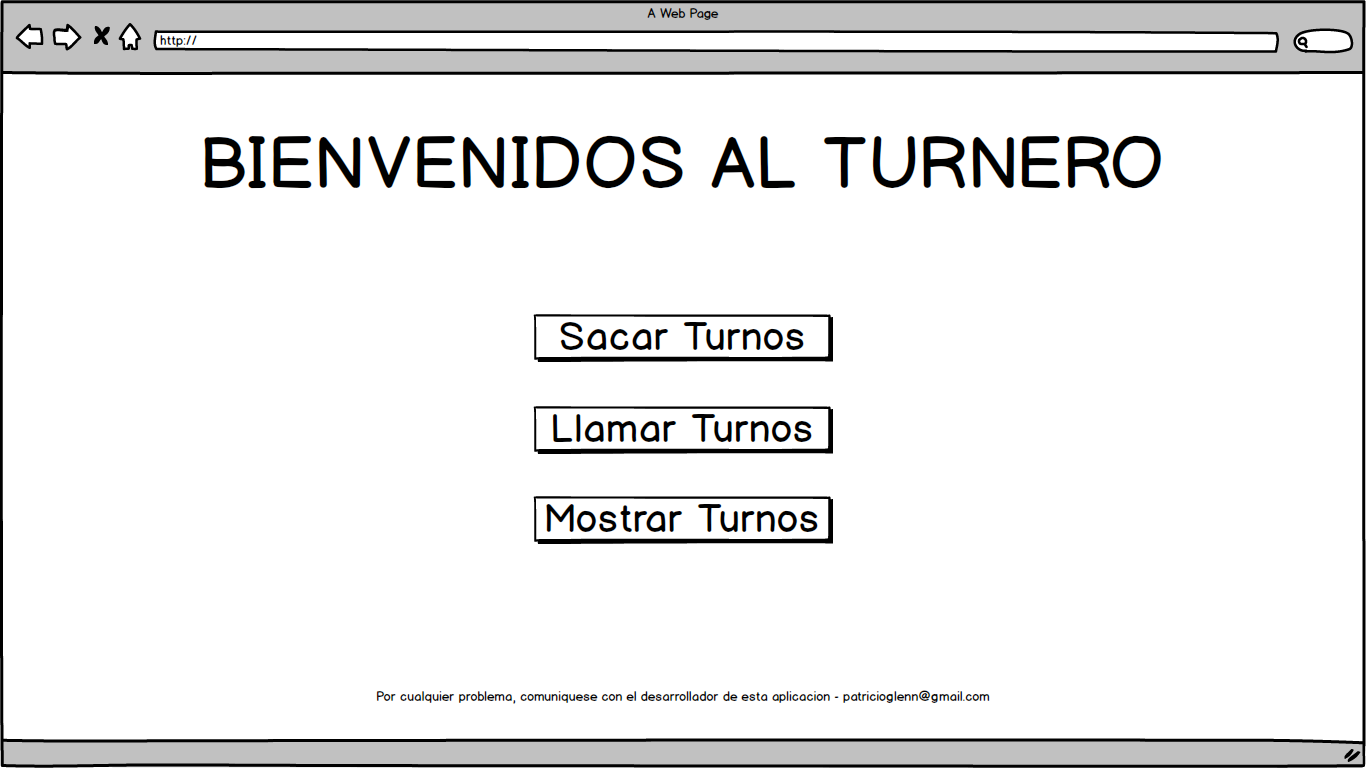 A Web Page
http://
BIENVENIDOS AL TURNERO
Sacar Turnos
Llamar Turnos
Mostrar Turnos
Por cualquier problema, comuniquese con el desarrollador de esta aplicacion - patricioglenn@gmail.com